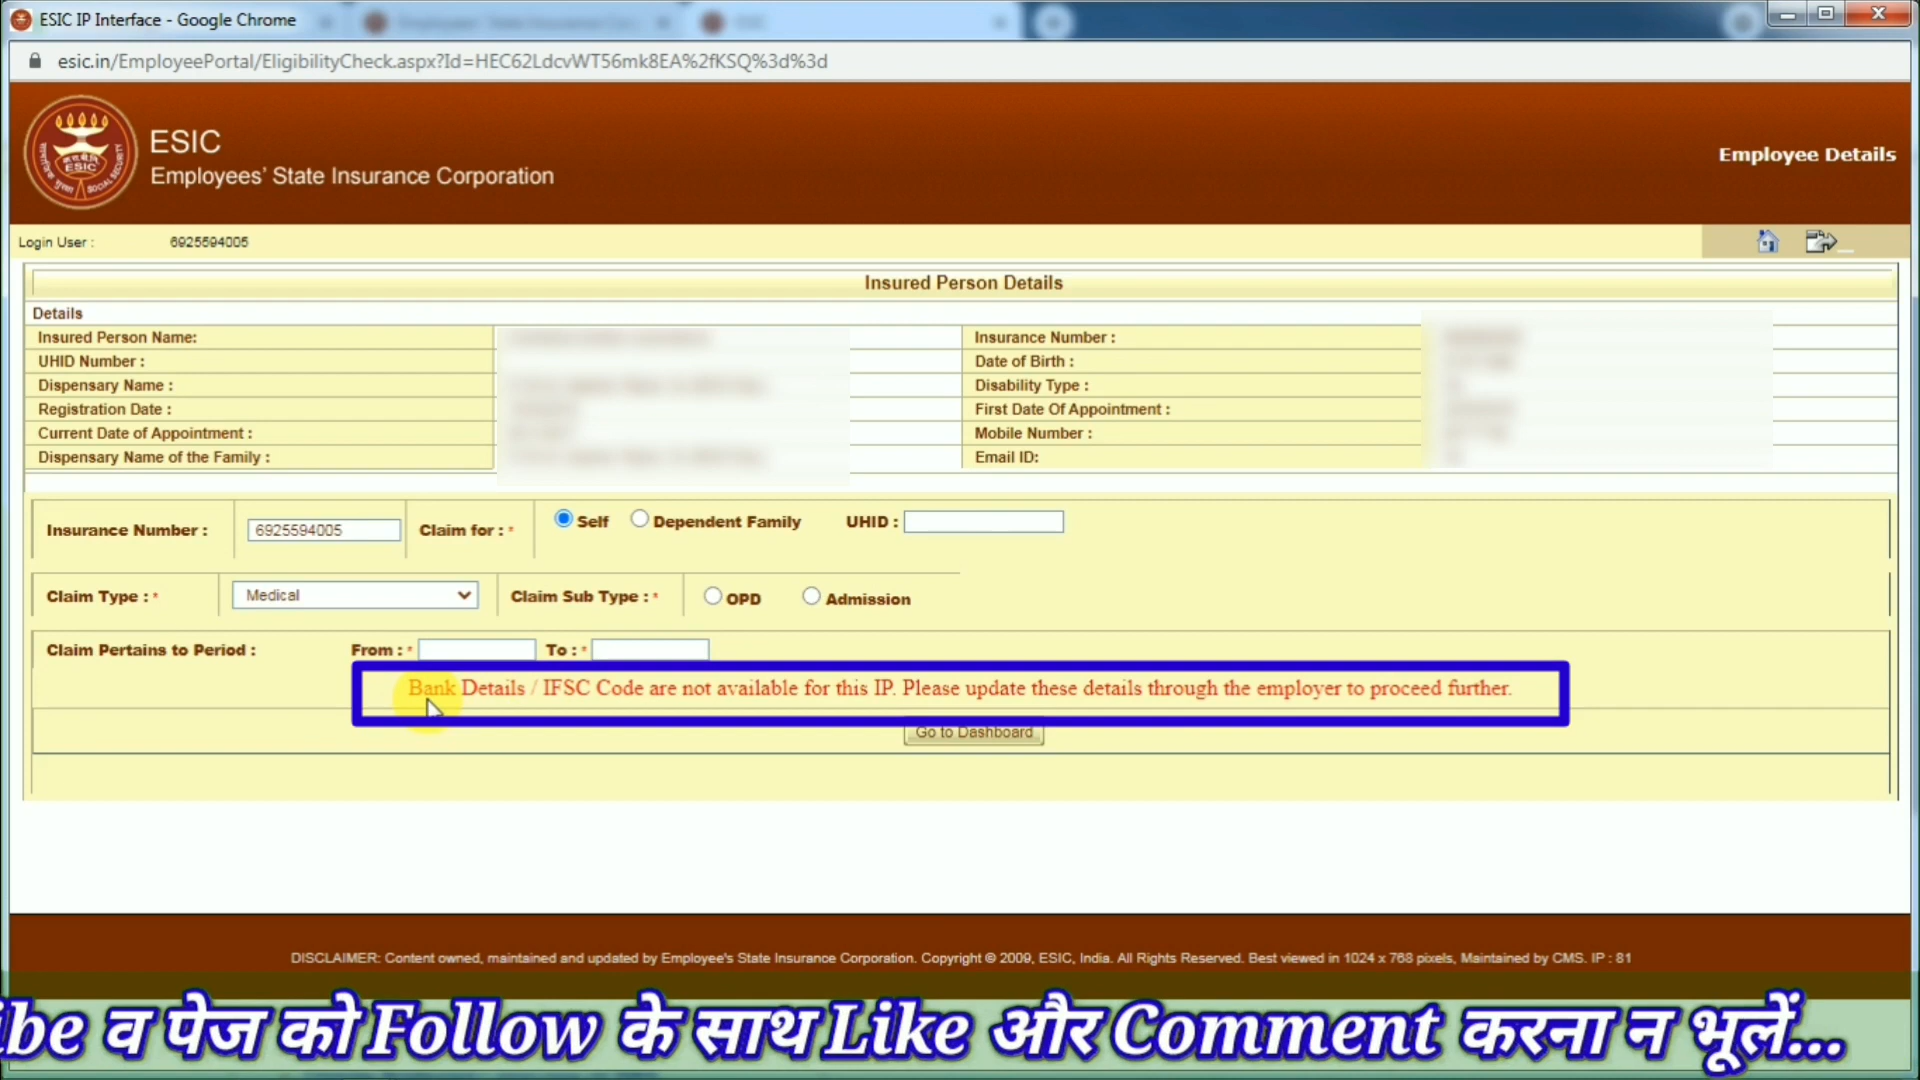 ESIC IP Interface - Google Chrome
esic.in/EmployeePortal/EligibilityCheck.aspx?Id=HEC62LdcvWT56mk8EA%2fKSQ%3d%3d
ESIC
Employees' State Insurance Corporation
Employee Details
Login User : 6925594005
Insured Person Details
Details
Insured Person Name: Insurance Number :
UHID Number : Date of Birth :
Dispensary Name : Disability Type :
Registration Date : First Date Of Appointment :
Current Date of Appointment : Mobile Number :
Dispensary Name of the Family : Email ID:
Insurance Number : 6925594005 Claim for : * Self Dependent Family UHID :
Claim Type : * Medical Claim Sub Type : * OPD Admission
Claim Pertains to Period : From : * To : *
Bank Details / IFSC Code are not available for this IP. Please update these details through the employer to proceed further.
Go to Dashboard
DISCLAIMER: Content owned, maintained and updated by Employee's State Insurance Corporation. Copyright © 2009, ESIC, India. All Rights Reserved. Best viewed in 1024 x 768 pixels, Maintained by CMS. IP : 81
ibe व पेज को Follow के साथ Like और Comment करना न भूलें...